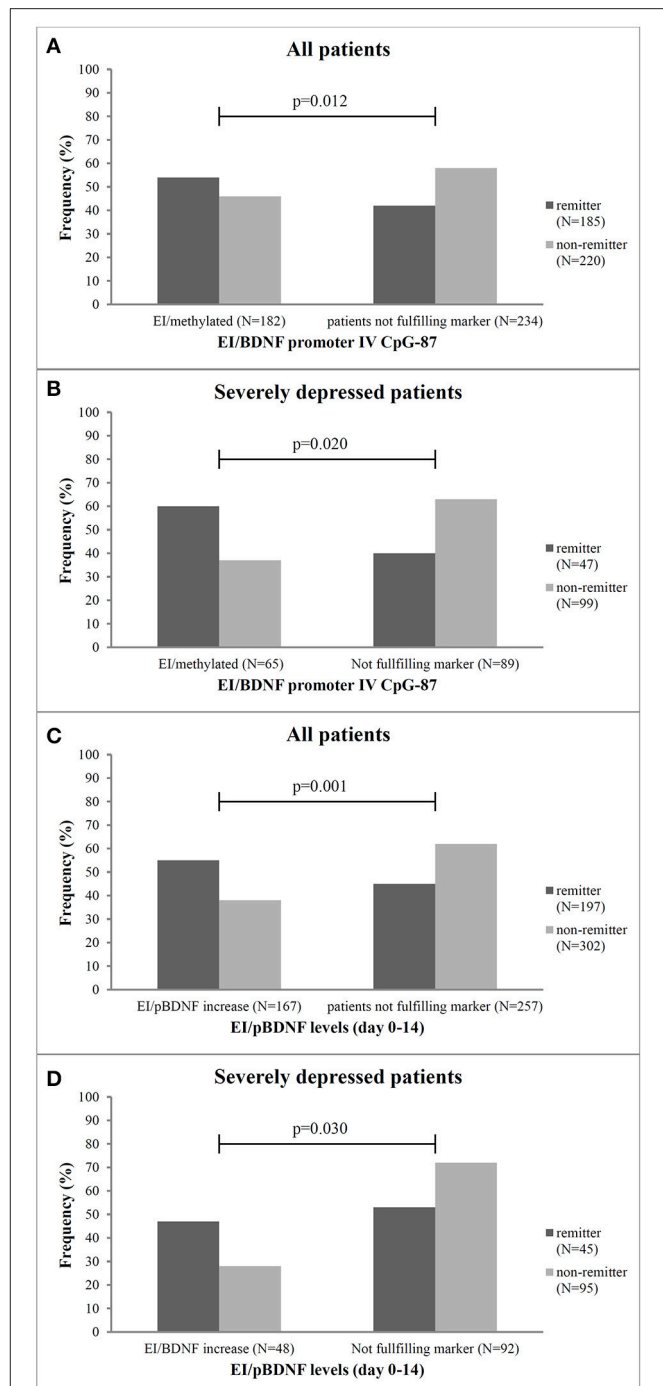 A
All patients
100
90
80
70
60
50
40
30
20
10
0
Frequency (%)
p=0.012
remitter
(N=185)
non-remitter
(N=220)
EI/methylated (N=182)
patients not fulfilling marker (N=234)
EI/BDNF promoter IV CpG-87
B
Severely depressed patients
100
90
80
70
60
50
40
30
20
10
0
Frequency (%)
p=0.020
remitter
(N=47)
non-remitter
(N=99)
EI/methylated (N=65)
Not fullfilling marker (N=89)
EI/BDNF promoter IV CpG-87
C
All patients
100
90
80
70
60
50
40
30
20
10
0
Frequency (%)
p=0.001
remitter
(N=197)
non-remitter
(N=302)
EI/pBDNF increase (N=167)
patients not fulfilling marker (N=257)
EI/pBDNF levels (day 0-14)
D
Severely depressed patients
100
90
80
70
60
50
40
30
20
10
0
Frequency (%)
p=0.030
remitter
(N=45)
non-remitter
(N=95)
EI/BDNF increase (N=48)
Not fullfilling marker (N=92)
EI/pBDNF levels (day 0-14)